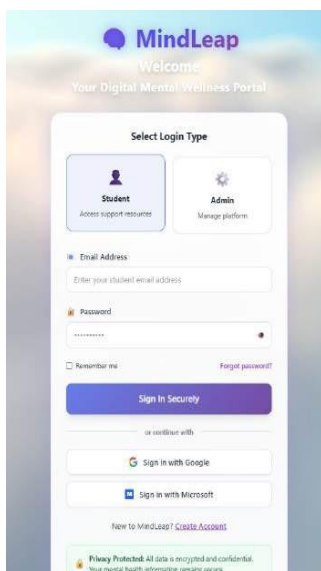 MindLeap
Welcome
Your Digital Mental Wellness Portal
Select Login Type
Student
Access support resources
Admin
Manage platform
Email Address
Enter your student email address
Password
Remember me
Forgot password?
Sign In Securely
or continue with
G Sign in with Google
M Sign in with Microsoft
New to MindLeap? Create Account
Privacy Protected: All data is encrypted and confidential.
Your mental health information remains secure.